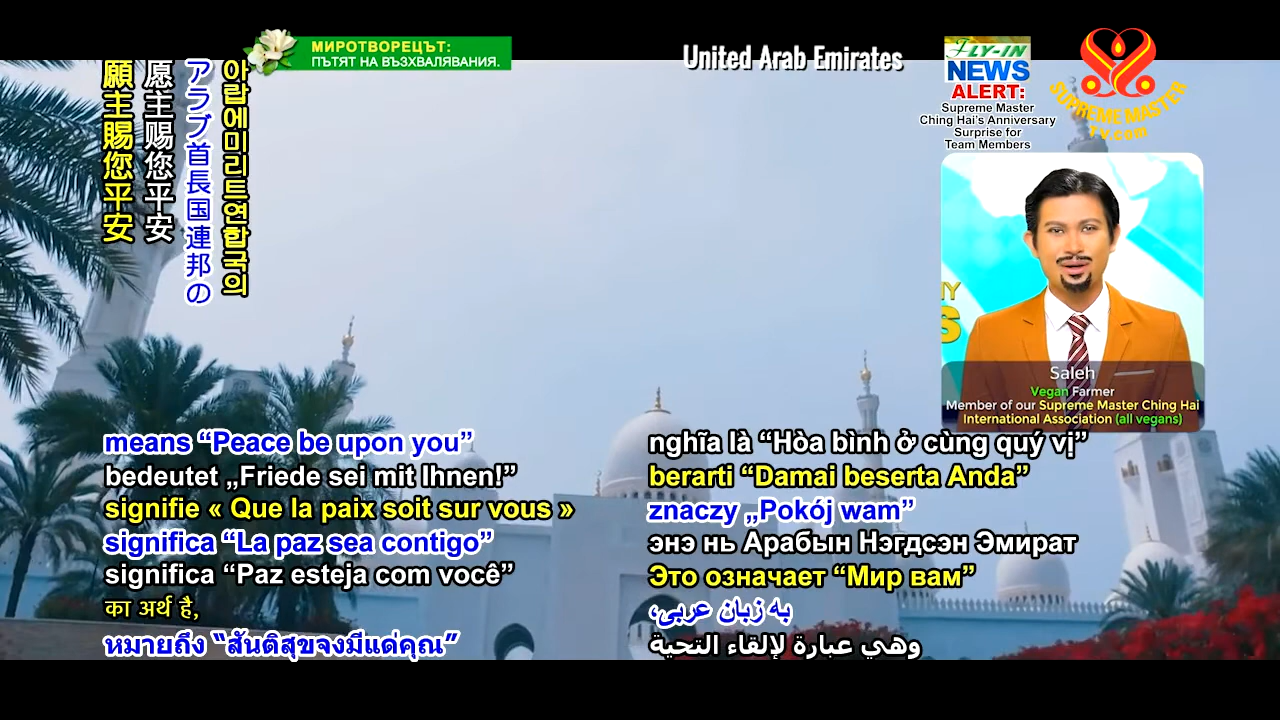 МИРОТВОРЕЦЪТ:
ПЪТЯТ НА ВЪЗХВАЛЯВАНИЯ.
United Arab Emirates
FLY-IN
NEWS
ALERT:
Supreme Master
Ching Hai's Anniversary
Surprise for
Team Members
SUPREME MASTER
TV.com
願主賜您平安
愿主赐您平安
アラブ首長国連邦の
아랍에미리트연합국의
Saleh
Vegan Farmer
Member of our Supreme Master Ching Hai
International Association (all vegans)
means “Peace be upon you”
bedeutet „Friede sei mit Ihnen!”
signifie « Que la paix soit sur vous »
significa “La paz sea contigo”
significa “Paz esteja com você”
का अर्थ है,
หมายถึง “สันติสุขจงมีแด่คุณ”
nghĩa là “Hòa bình ở cùng quý vị”
berarti “Damai beserta Anda”
znaczy „Pokój wam”
энэ нь Арабын Нэгдсэн Эмират
Это означает “Мир вам”
به زبان عربی،
وهي عبارة لإلقاء التحية